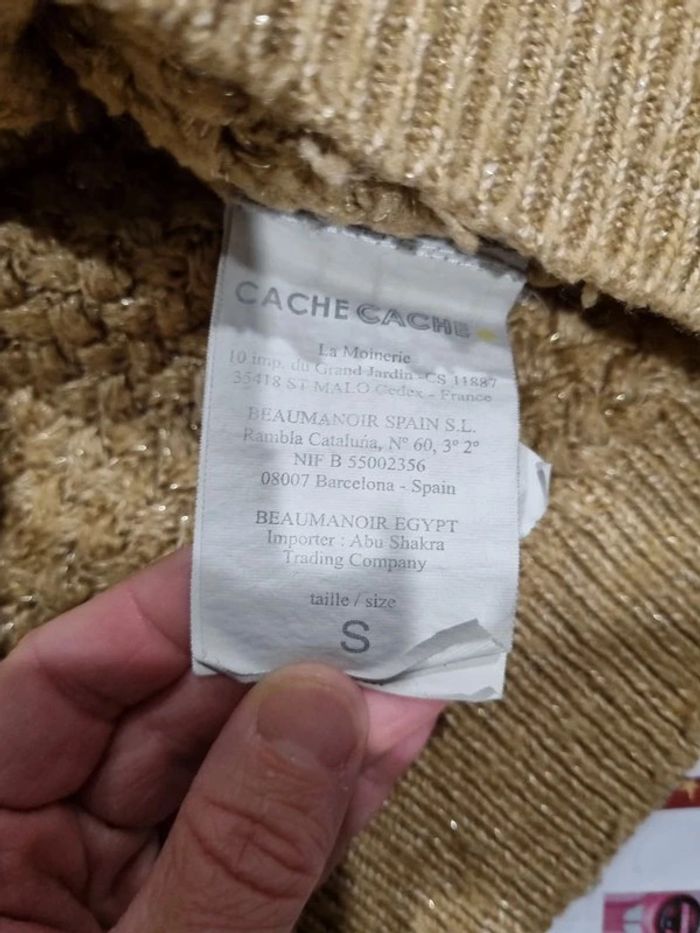 CACHE CACHE
La Moinerie
10 imp. du Grand Jardin - CS 11887
35418 ST MALO Cedex - France
BEAUMANOIR SPAIN S.L.
Rambla Cataluña, Nº 60, 3º 2º
NIF B 55002356
08007 Barcelona - Spain
BEAUMANOIR EGYPT
Importer : Abu Shakra
Trading Company
taille / size
S